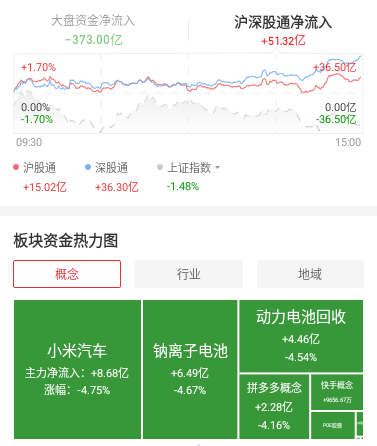 大盘资金净流入
沪深股通净流入
-373.00亿
+51.32亿
+1.70%
+36.50亿
0.00%
0.00亿
-1.70%
-36.50亿
09:30
15:00
沪股通
深股通
上证指数
+15.02亿
+36.30亿
-1.48%
板块资金热力图
概念
行业
地域
小米汽车
主力净流入：+8.68亿
涨幅：-4.75%
钠离子电池
+6.49亿
-4.67%
动力电池回收
+4.46亿
-4.54%
拼多多概念
+2.28亿
-4.16%
快手概念
+9656.67万